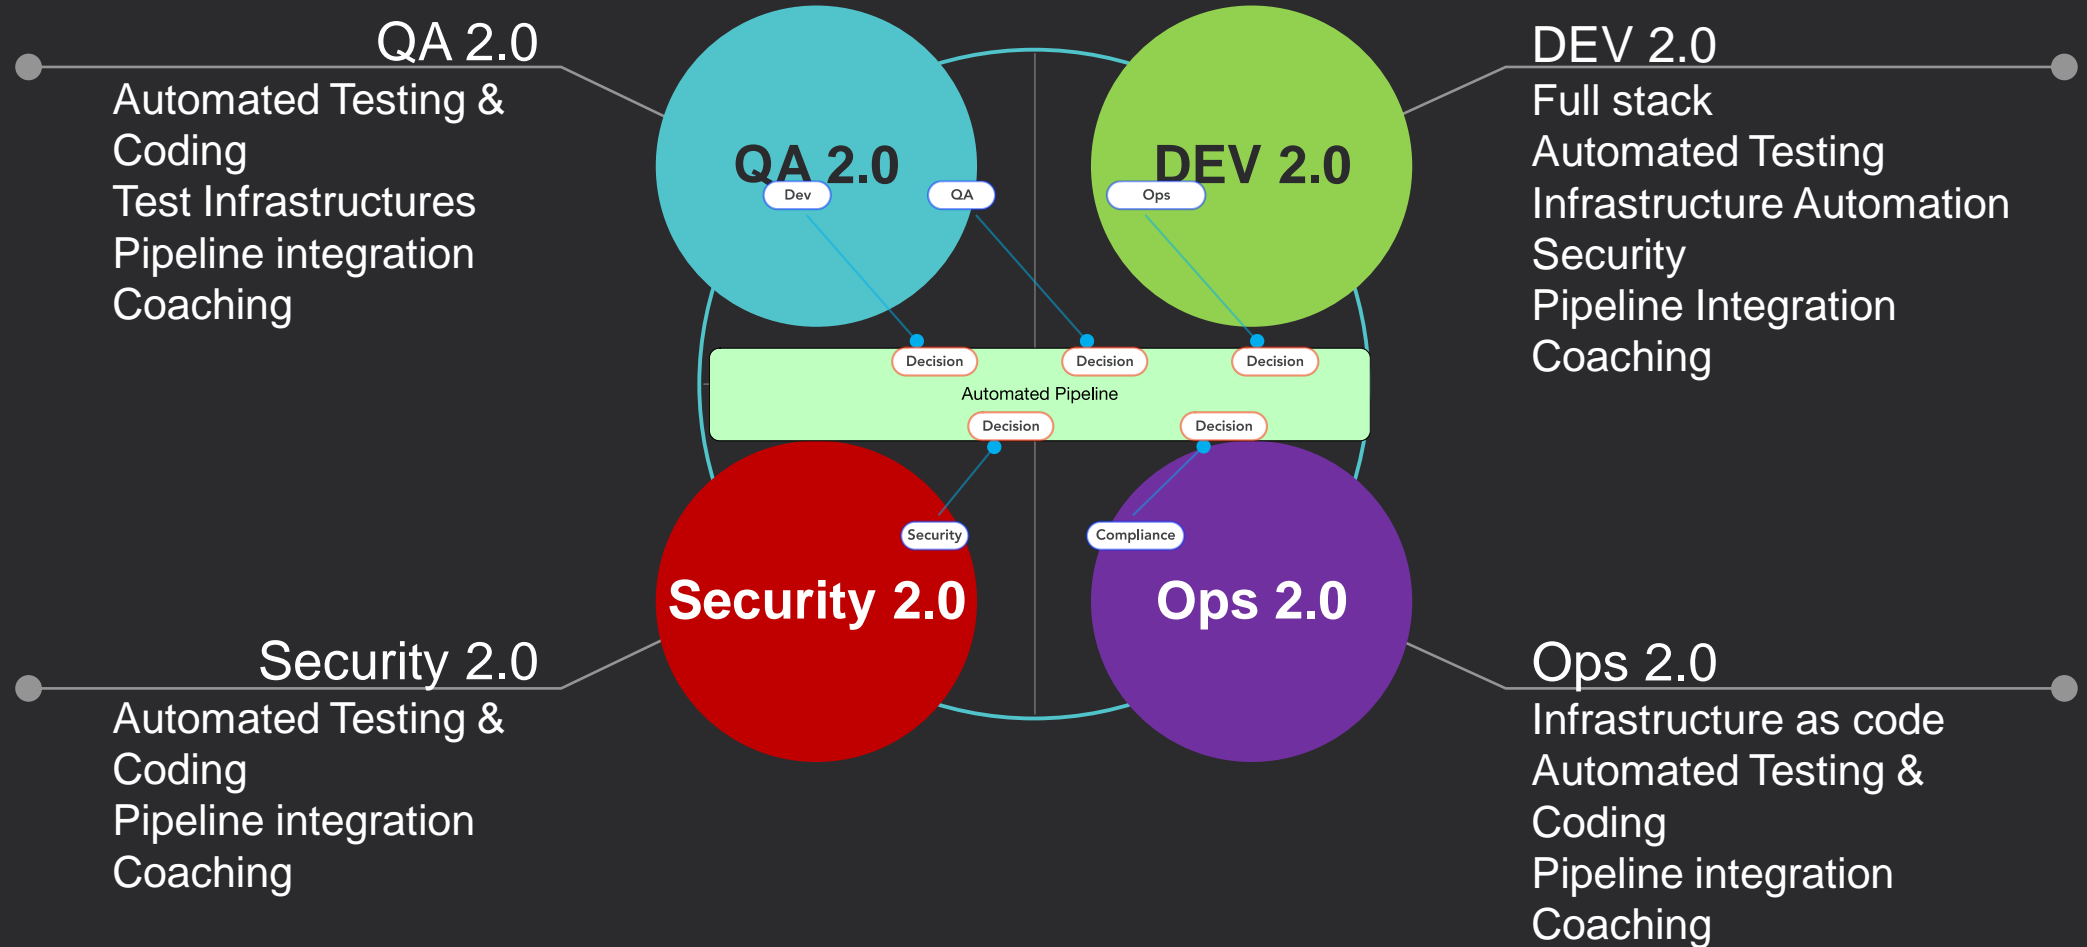 QA 2.0
Automated Testing &
Coding
Test Infrastructures
Pipeline integration
Coaching
DEV 2.0
Full stack
Automated Testing
Infrastructure Automation
Security
Pipeline Integration
Coaching
QA 2.0
DEV 2.0
Dev
QA
Ops
Decision
Decision
Decision
Automated Pipeline
Decision
Decision
Security
Compliance
Security 2.0
Ops 2.0
Security 2.0
Automated Testing &
Coding
Pipeline integration
Coaching
Ops 2.0
Infrastructure as code
Automated Testing &
Coding
Pipeline integration
Coaching